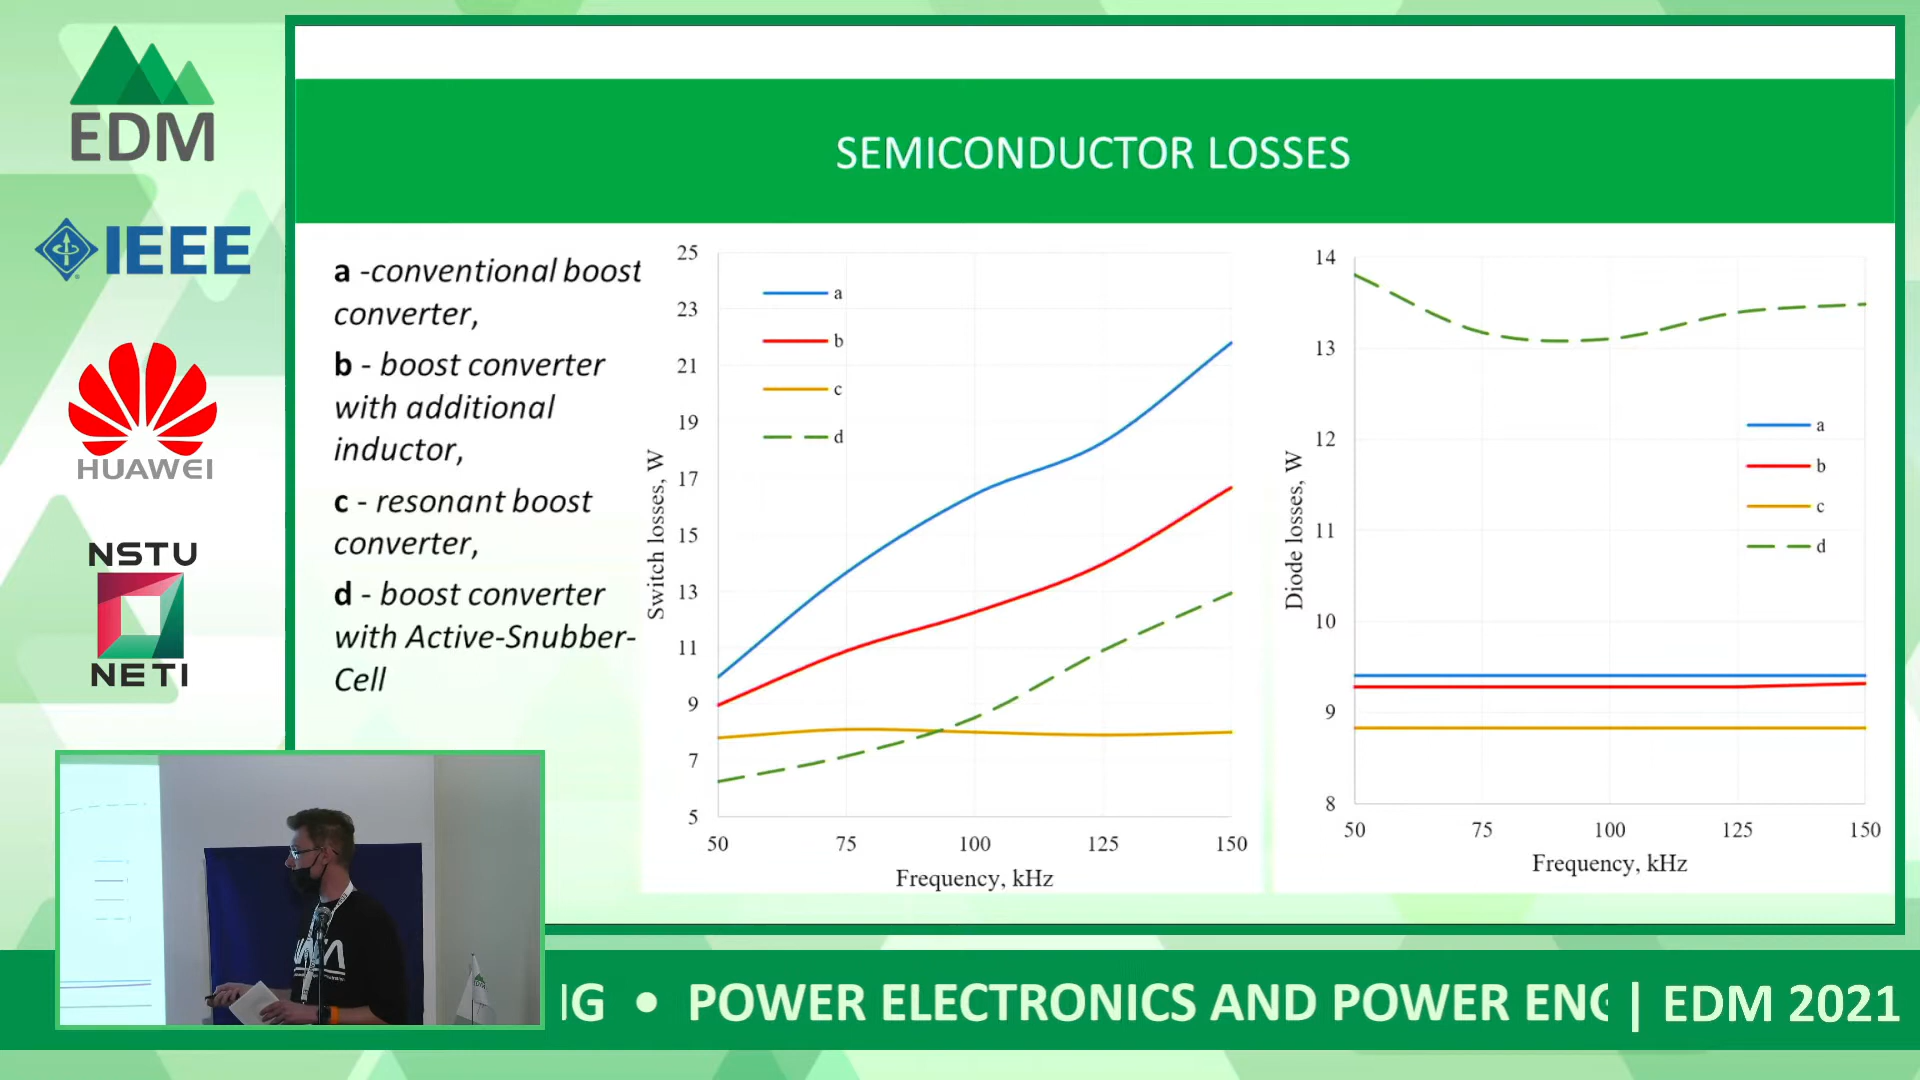 EDM
IEEE
HUAWEI
NSTU
NETI
SEMICONDUCTOR LOSSES
a -conventional boost
converter,
b - boost converter
with additional
inductor,
c - resonant boost
converter,
d - boost converter
with Active-Snubber-
Cell
25
23
21
19
17
15
13
11
9
7
5
Switch losses, W
a
b
c
d
50 75 100 125 150
Frequency, kHz
14
13
12
11
10
9
8
Diode losses, W
a
b
c
d
50 75 100 125 150
Frequency, kHz
NG • POWER ELECTRONICS AND POWER ENG | EDM 2021